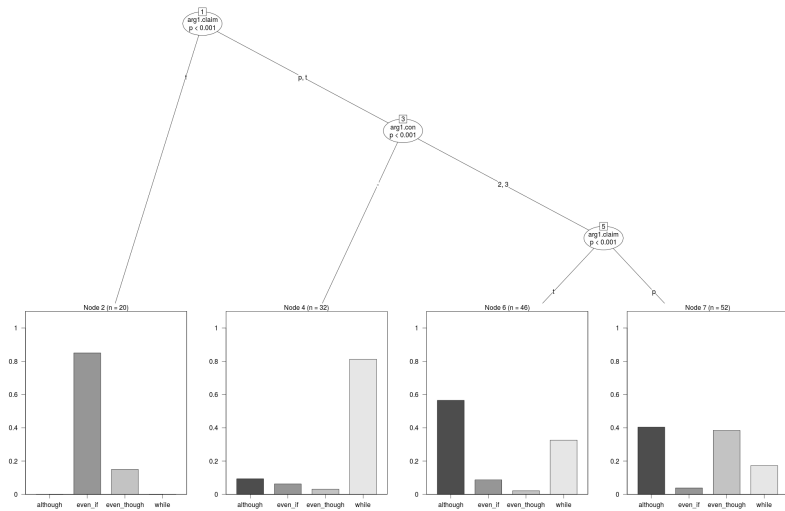 1
arg1.claim
p < 0.001
p, t
3
arg1.con
p < 0.001
2, 3
5
arg1.claim
p < 0.001
t
p
Node 2 (n = 20)
1
0.8
0.6
0.4
0.2
0
although even_if even_though while
Node 4 (n = 32)
1
0.8
0.6
0.4
0.2
0
although even_if even_though while
Node 6 (n = 46)
1
0.8
0.6
0.4
0.2
0
although even_if even_though while
Node 7 (n = 52)
1
0.8
0.6
0.4
0.2
0
although even_if even_though while